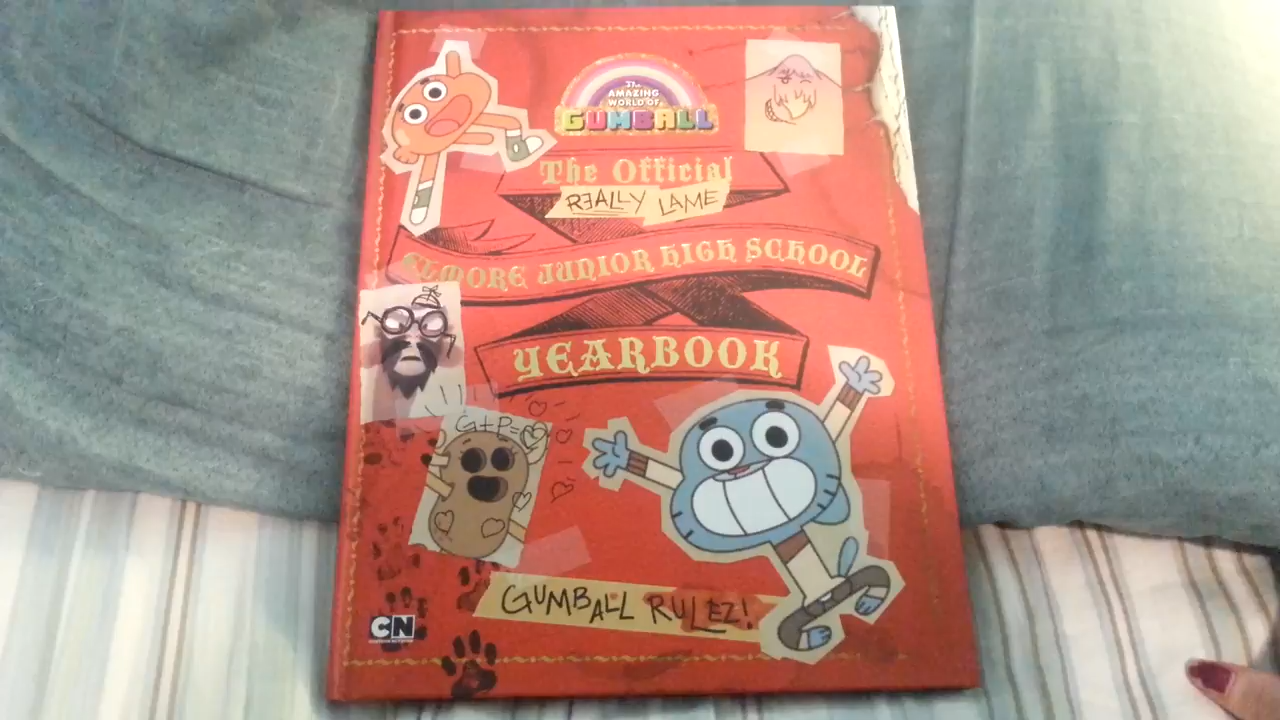 The
AMAZING
WORLD OF
GUMBALL
The Official
REALLY LAME
ELMORE JUNIOR HIGH SCHOOL
YEARBOOK
G+P=
GUMBALL RULEZ!
CN